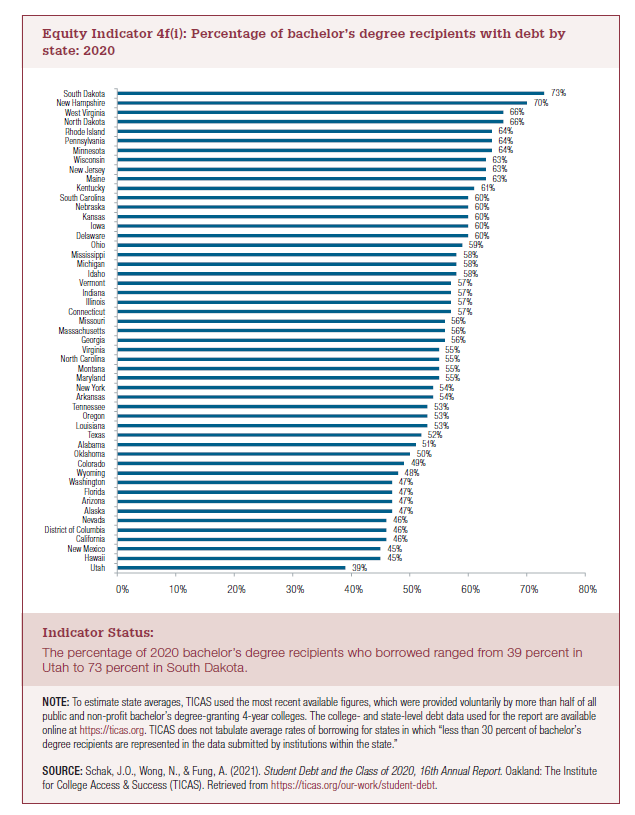 Equity Indicator 4f(i): Percentage of bachelor's degree recipients with debt by
state: 2020
South Dakota 73%
New Hampshire 70%
West Virginia 66%
North Dakota 66%
Rhode Island 64%
Pennsylvania 64%
Minnesota 64%
Wisconsin 63%
New Jersey 63%
Maine 63%
Kentucky 61%
South Carolina 60%
Nebraska 60%
Kansas 60%
Iowa 60%
Delaware 60%
Ohio 59%
Mississippi 58%
Michigan 58%
Idaho 58%
Vermont 57%
Indiana 57%
Illinois 57%
Connecticut 57%
Missouri 56%
Massachusetts 56%
Georgia 56%
Virginia 55%
North Carolina 55%
Montana 55%
Maryland 55%
New York 54%
Arkansas 54%
Tennessee 53%
Oregon 53%
Louisiana 53%
Texas 52%
Alabama 51%
Oklahoma 50%
Colorado 49%
Wyoming 48%
Washington 47%
Florida 47%
Arizona 47%
Alaska 47%
Nevada 46%
District of Columbia 46%
California 46%
New Mexico 45%
Hawaii 45%
Utah 39%
0% 10% 20% 30% 40% 50% 60% 70% 80%
Indicator Status:
The percentage of 2020 bachelor's degree recipients who borrowed ranged from 39 percent in
Utah to 73 percent in South Dakota.
NOTE: To estimate state averages, TICAS used the most recent available figures, which were provided voluntarily by more than half of all
public and non-profit bachelor's degree-granting 4-year colleges. The college- and state-level debt data used for the report are available
online at https://ticas.org. TICAS does not tabulate average rates of borrowing for states in which “less than 30 percent of bachelor's
degree recipients are represented in the data submitted by institutions within the state.”
SOURCE: Schak, J.O., Wong, N., & Fung, A. (2021). Student Debt and the Class of 2020, 16th Annual Report. Oakland: The Institute
for College Access & Success (TICAS). Retrieved from https://ticas.org/our-work/student-debt.